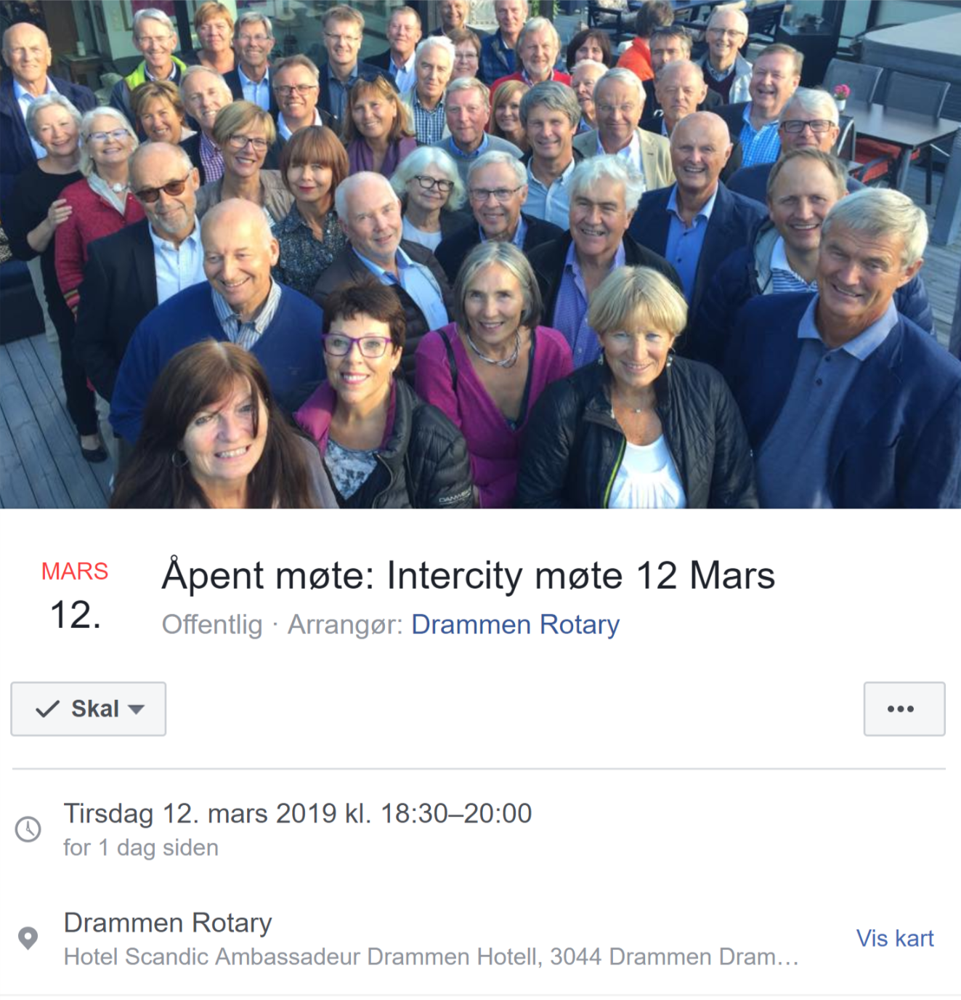 MARS
12.
Åpent møte: Intercity møte 12 Mars
Offentlig · Arrangør: Drammen Rotary
Skal
Tirsdag 12. mars 2019 kl. 18:30–20:00
for 1 dag siden
Drammen Rotary
Hotel Scandic Ambassadeur Drammen Hotell, 3044 Drammen Dram…
Vis kart